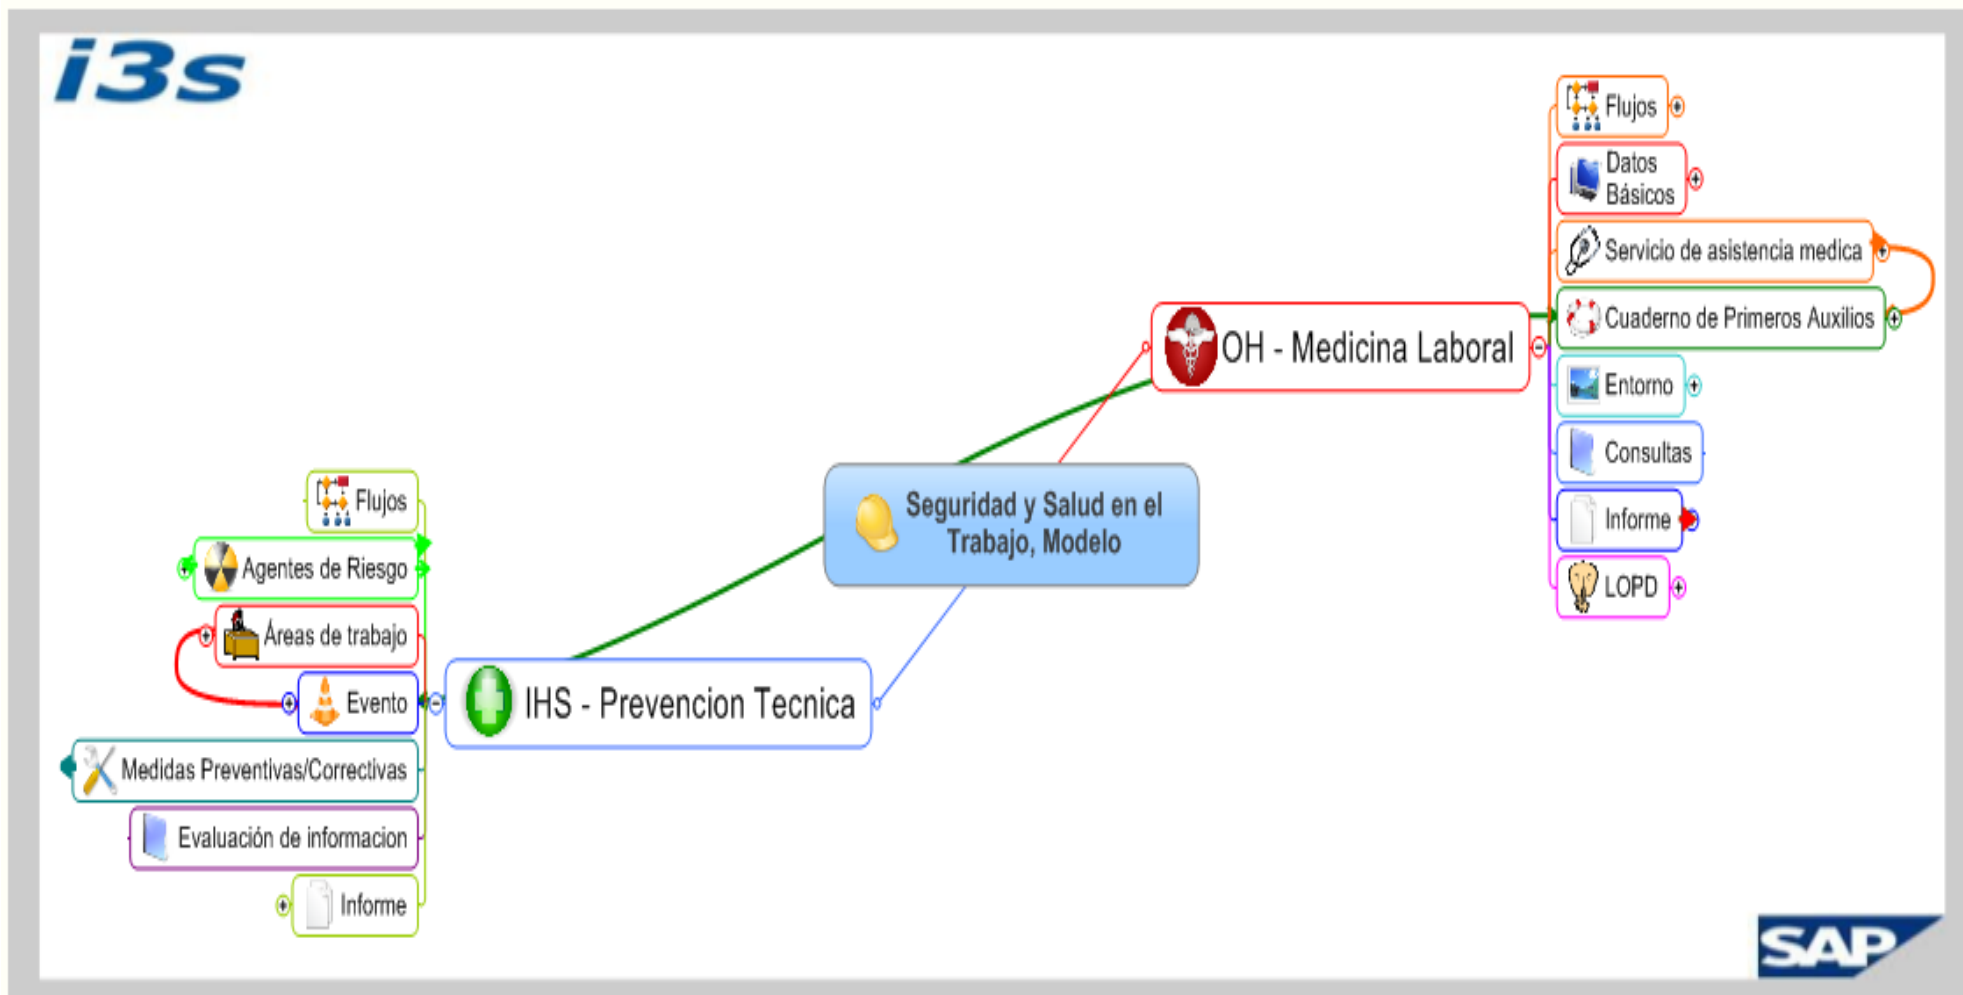 i3s
Flujos
Datos
Básicos
Servicio de asistencia medica
Cuaderno de Primeros Auxilios
OH - Medicina Laboral
Entorno
Consultas
Informe
LOPD
Seguridad y Salud en el
Trabajo, Modelo
Flujos
Agentes de Riesgo
Áreas de trabajo
Evento
IHS - Prevencion Tecnica
Medidas Preventivas/Correctivas
Evaluación de informacion
Informe
SAP